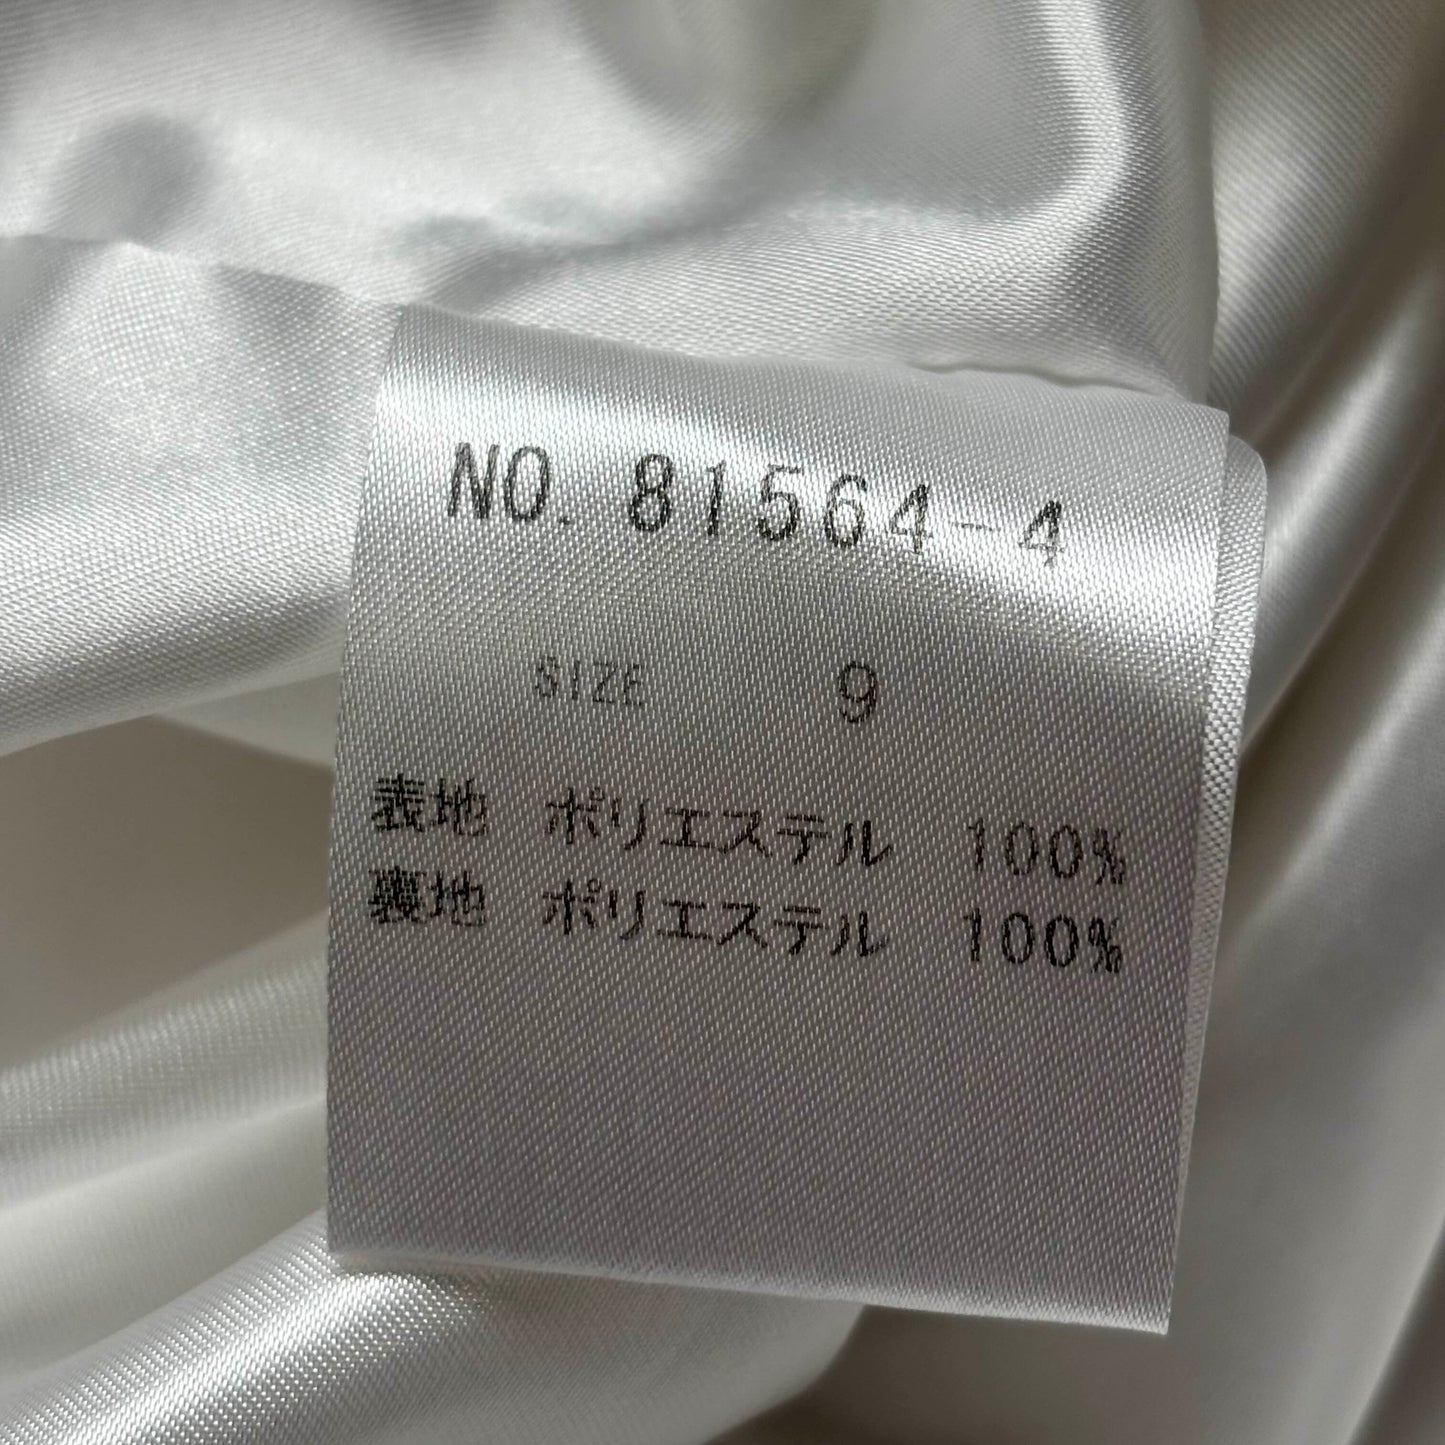 NO. 81564-4
SIZE 9
表地 ポリエステル 100%
裏地 ポリエステル 100%